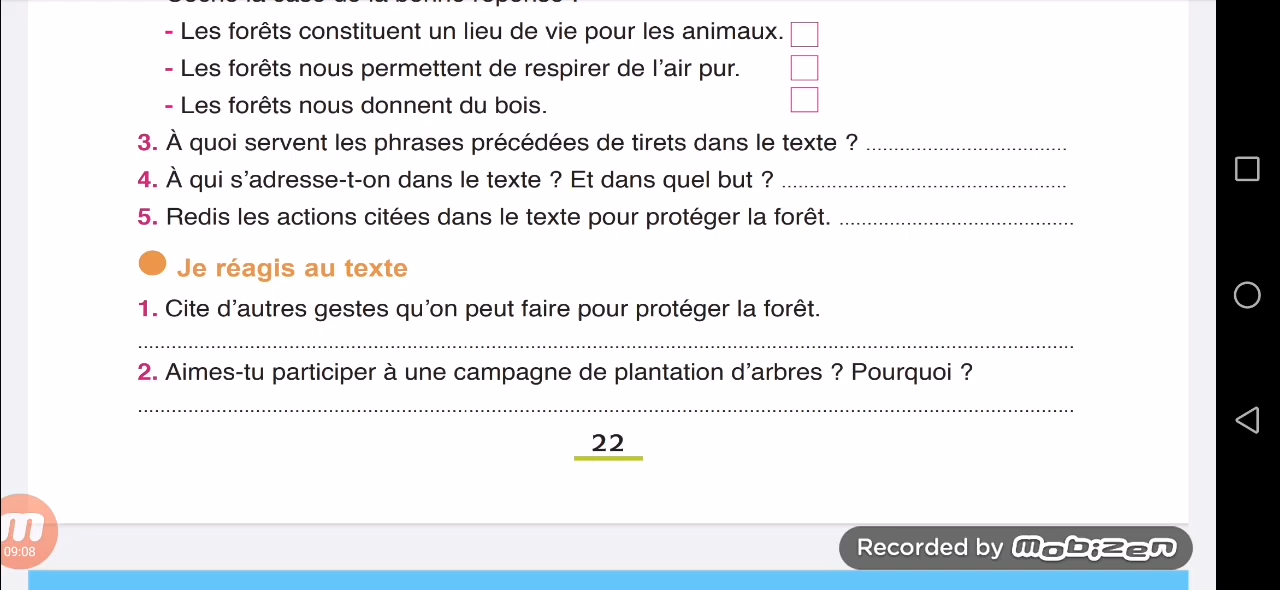 - Les forêts constituent un lieu de vie pour les animaux.
- Les forêts nous permettent de respirer de l'air pur.
- Les forêts nous donnent du bois.
3. À quoi servent les phrases précédées de tirets dans le texte ? ..................................
4. À qui s'adresse-t-on dans le texte ? Et dans quel but ? ................................................
5. Redis les actions citées dans le texte pour protéger la forêt. ........................................
Je réagis au texte
1. Cite d'autres gestes qu'on peut faire pour protéger la forêt.
................................................................................
2. Aimes-tu participer à une campagne de plantation d'arbres ? Pourquoi ?
................................................................................
22
09:08
Recorded by Mobizen